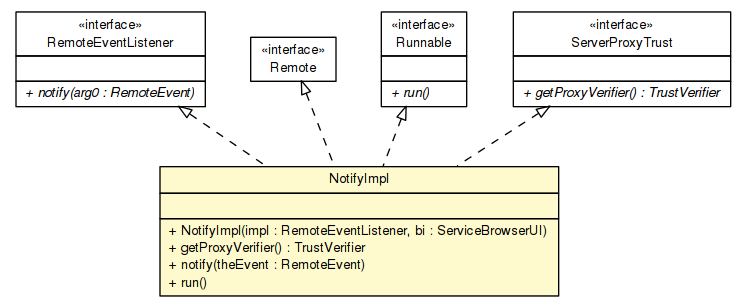 «interface»
RemoteEventListener
+ notify(arg0 : RemoteEvent)
«interface»
Remote
«interface»
Runnable
+ run()
«interface»
ServerProxyTrust
+ getProxyVerifier() : TrustVerifier
NotifyImpl
+ NotifyImpl(impl : RemoteEventListener, bi : ServiceBrowserUI)
+ getProxyVerifier() : TrustVerifier
+ notify(theEvent : RemoteEvent)
+ run()